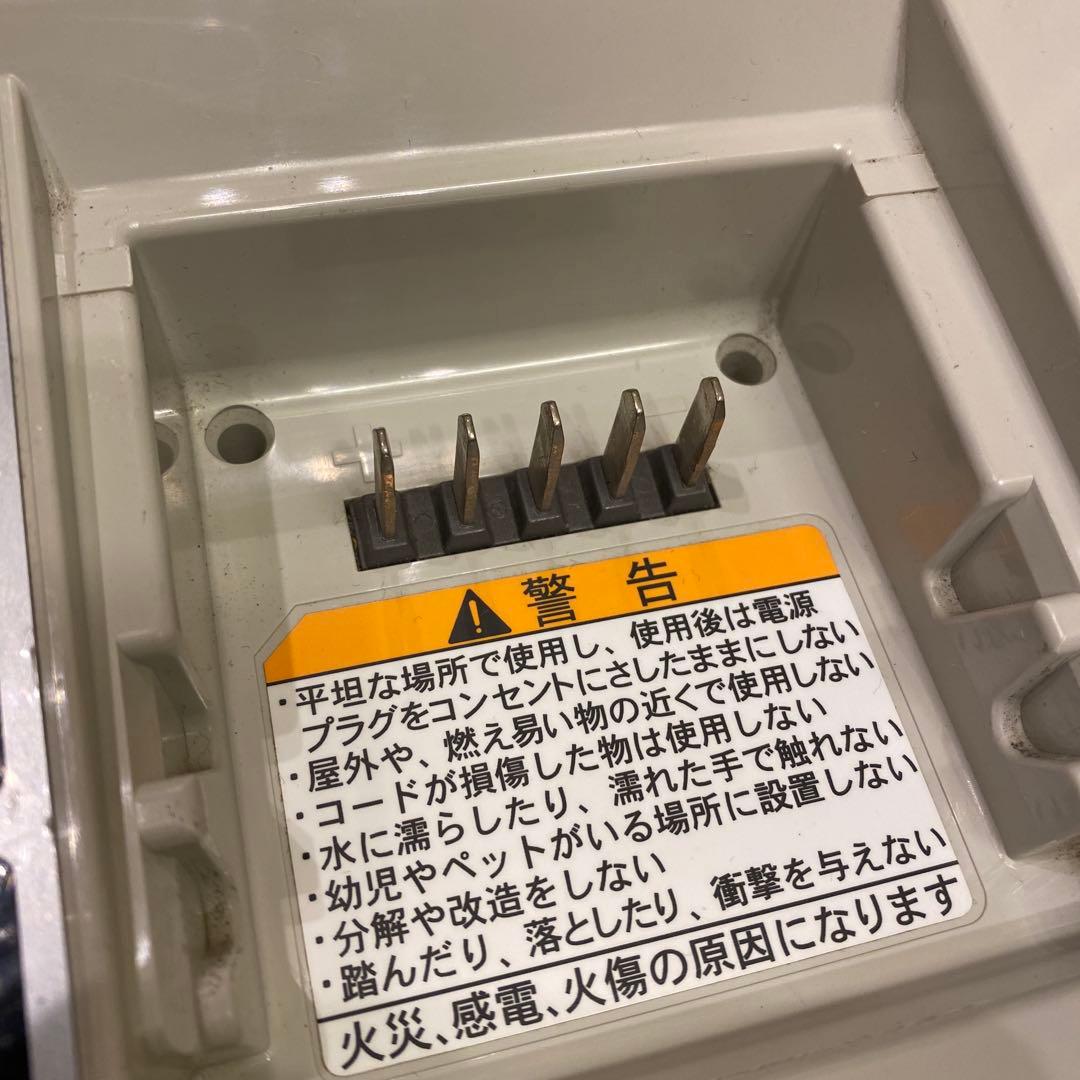 +
警告
・平坦な場所で使用し、使用後は電源
プラグをコンセントにさしたままにしない
・屋外や、燃え易い物の近くで使用しない
・コードが損傷した物は使用しない
・水に濡らしたり、濡れた手で触れない
・幼児やペットがいる場所に設置しない
・分解や改造をしない
・踏んだり、落としたり、衝撃を与えない
火災、感電、火傷の原因になります